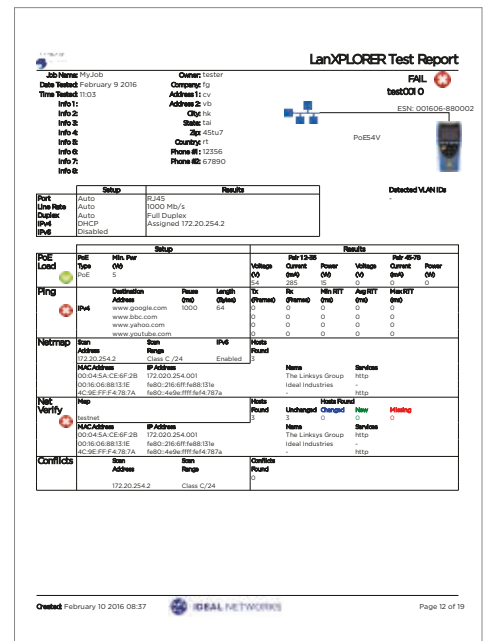 LanXPLORER Test Report
Job Name: MyJob Owner: tester FAIL
Date Tested: February 9 2016 Company: fg test001 0
Time Tested: 11:03 Address 1: cv
Info 1: Address 2: vb ESN: 001606-880002
Info 2: City: hk
Info 3: State: tai
Info 4: Zip: 45tu7 PoE54V
Info 5: Country: rt
Info 6: Phone #1: 12356
Info 7: Phone #2: 67890
Info 8:
Setup Results Detected VLAN IDs
Port Auto RJ45 -
Line Rate Auto 1000 Mb/s
Duplex Auto Full Duplex
IPv4 DHCP Assigned 172.20.254.2
IPv6 Disabled
Setup Results
PoE Load PoE Type Min. Pwr (W) Pair 12-36 Pair 45-78
Voltage (V) Current (mA) Power (W) Voltage (V) Current (mA) Power (W)
PoE 5 54 285 15 0 0 0
Ping Destination Address Pause (ms) Length (Bytes) Tx (Frames) Rx (Frames) Min RTT (ms) Avg RTT (ms) Max RTT (ms)
IPv4 www.google.com 1000 64 0 0 0 0 0
www.bbc.com 0 0 0 0 0
www.yahoo.com 0 0 0 0 0
www.youtube.com 0 0 0 0 0
Netmap Scan Address Scan Range IPv6 Hosts Found
172.20.254.2 Class C /24 Enabled 3
MAC Address IP Address Name Services
00:04:5A:CE:6F:2B 172.020.254.001 The Linksys Group http
00:16:06:88:13:1E fe80::216:6ff:fe88:131e Ideal Industries -
4C:9E:FF:F4:78:7A fe80::4e9e:ffff:fef4:787a - http
Net Verify Map Hosts Found Hosts Found
Unchanged Changed New Missing
testnet 3 3 0 0 0
MAC Address IP Address Name Services
00:04:5A:CE:6F:2B 172.020.254.001 The Linksys Group http
00:16:06:88:13:1E fe80::216:6ff:fe88:131e Ideal Industries -
4C:9E:FF:F4:78:7A fe80::4e9e:ffff:fef4:787a - http
Conflicts Scan Address Scan Range Conflicts Found
0
172.20.254.2 Class C/24
Created: February 10 2016 08:37 IDEAL NETWORKS Page 12 of 19